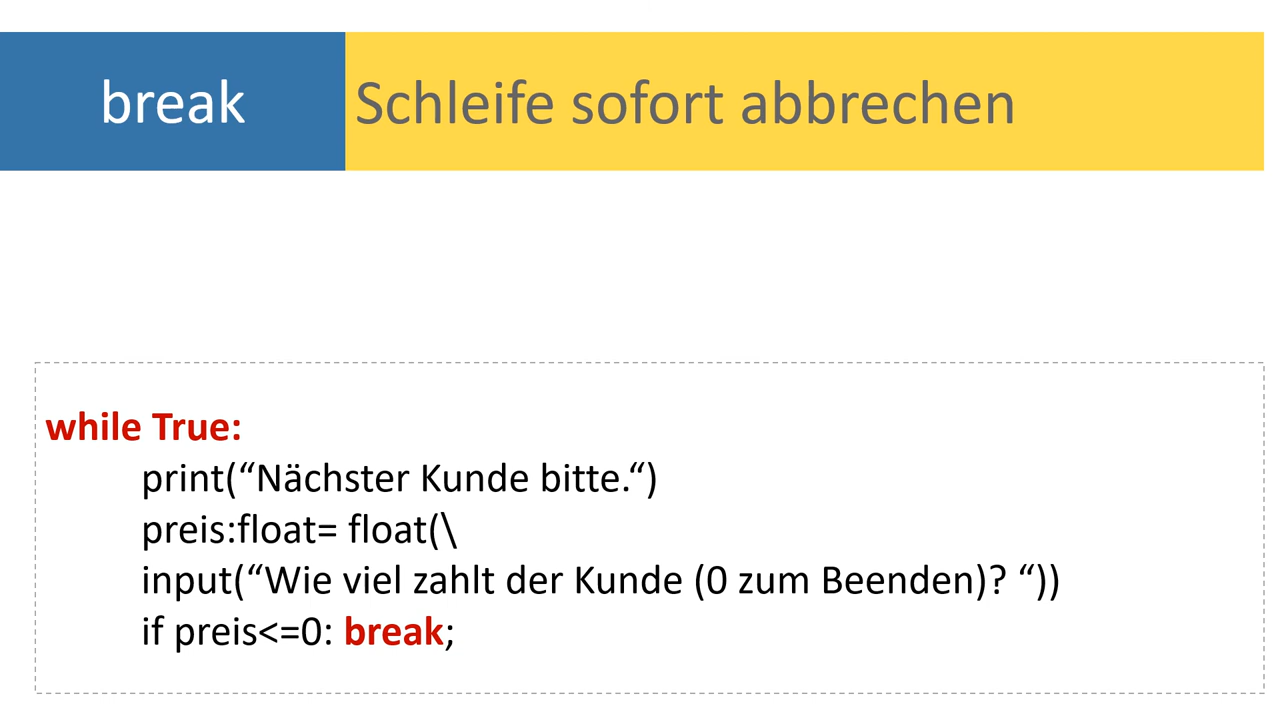 break
Schleife sofort abbrechen
while True:
print(“Nächster Kunde bitte.“)
preis:float= float(\
input(“Wie viel zahlt der Kunde (0 zum Beenden)? “))
if preis<=0: break;